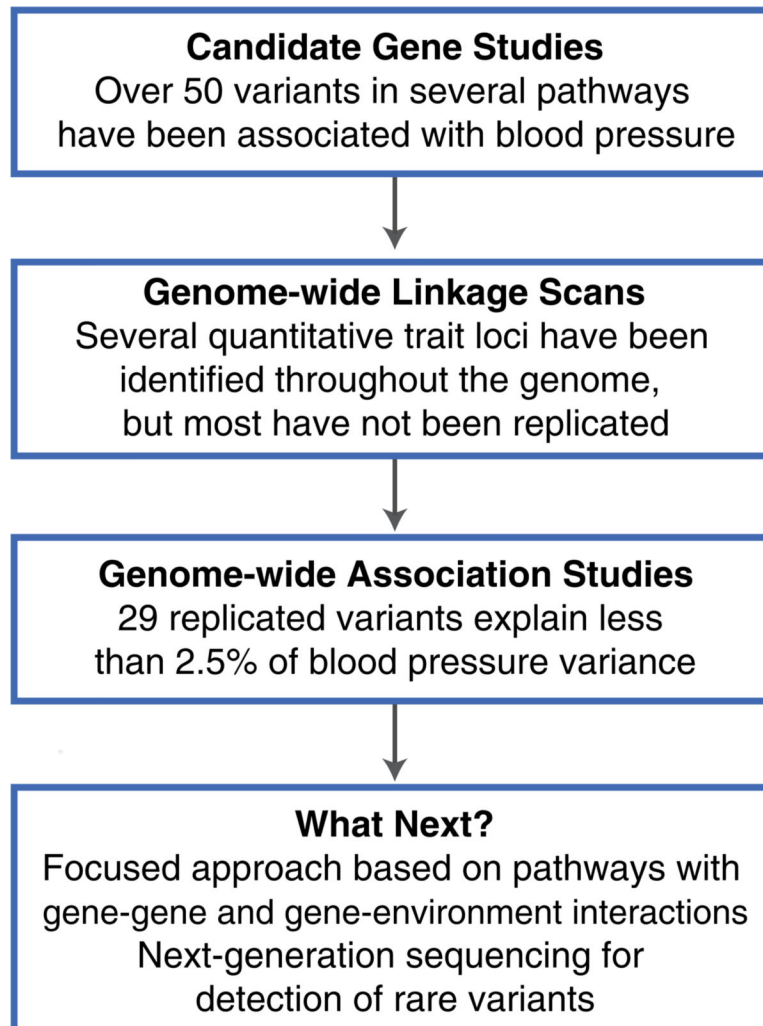 Candidate Gene Studies
Over 50 variants in several pathways
have been associated with blood pressure
Genome-wide Linkage Scans
Several quantitative trait loci have been
identified throughout the genome,
but most have not been replicated
Genome-wide Association Studies
29 replicated variants explain less
than 2.5% of blood pressure variance
What Next?
Focused approach based on pathways with
gene-gene and gene-environment interactions
Next-generation sequencing for
detection of rare variants